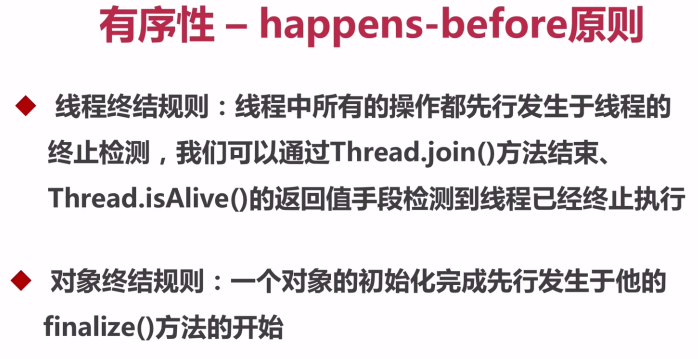 有序性 – happens-before原则
◆ 线程终结规则：线程中所有的操作都先行发生于线程的
终止检测，我们可以通过Thread.join()方法结束、
Thread.isAlive()的返回值手段检测到线程已经终止执行
◆ 对象终结规则：一个对象的初始化完成先行发生于他的
finalize()方法的开始